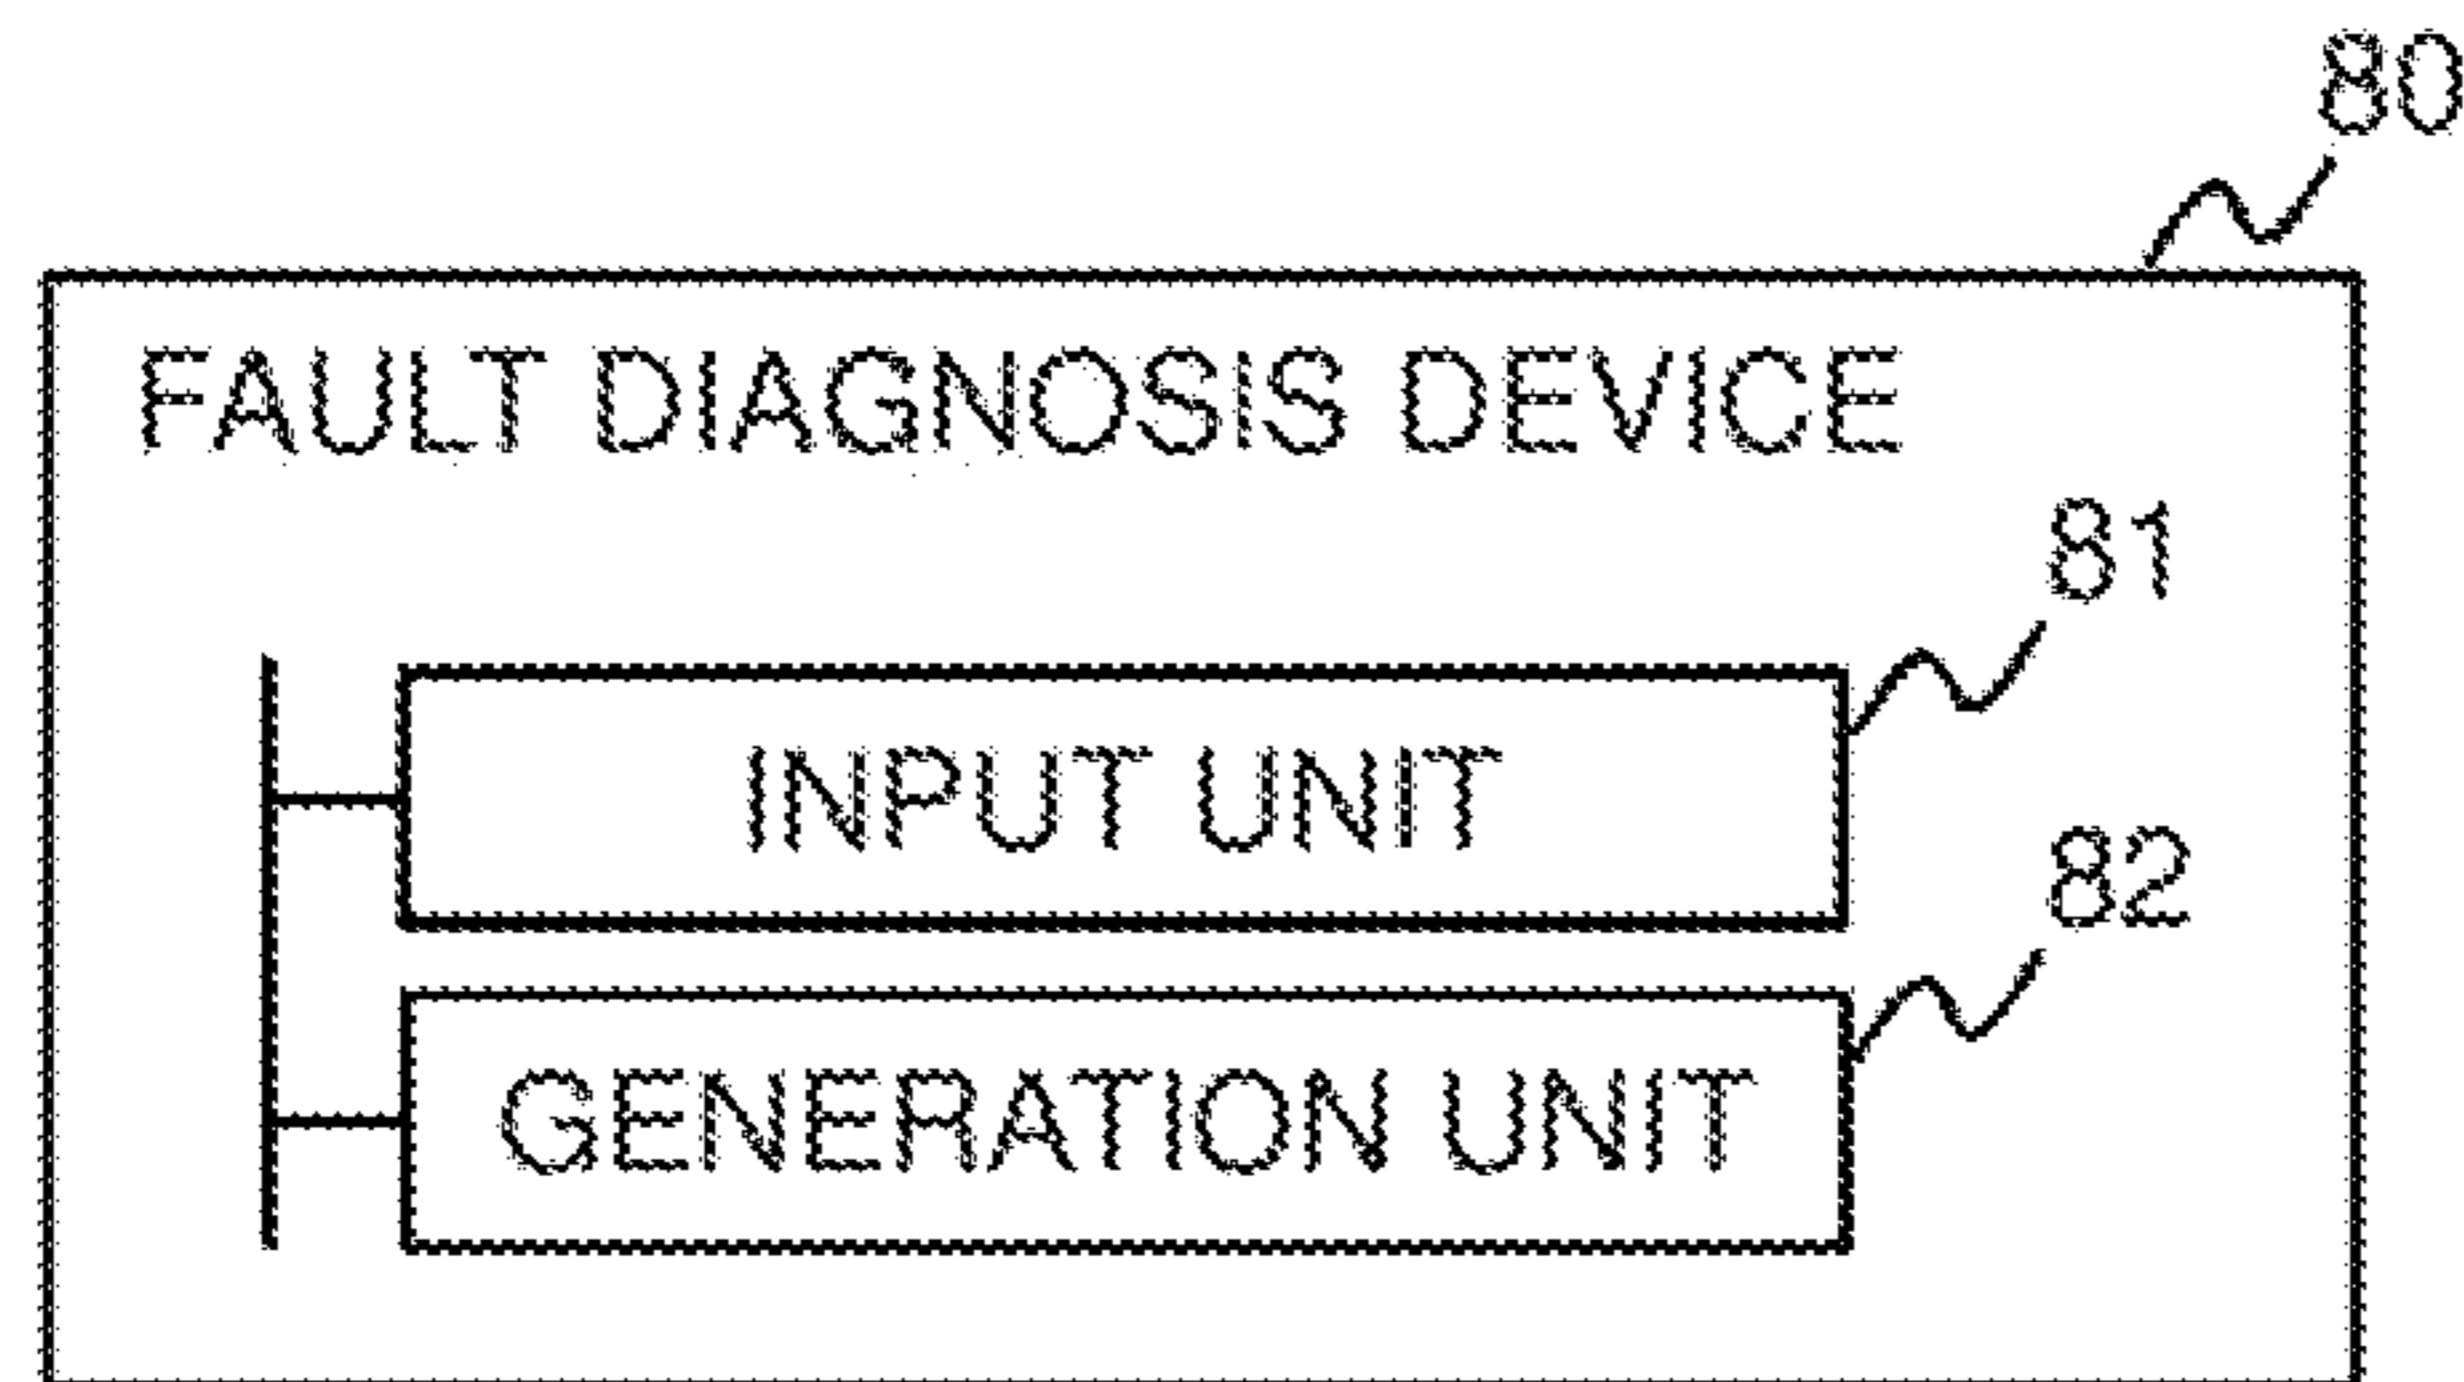 80
FAULT DIAGNOSIS DEVICE
81
INPUT UNIT
82
GENERATION UNIT